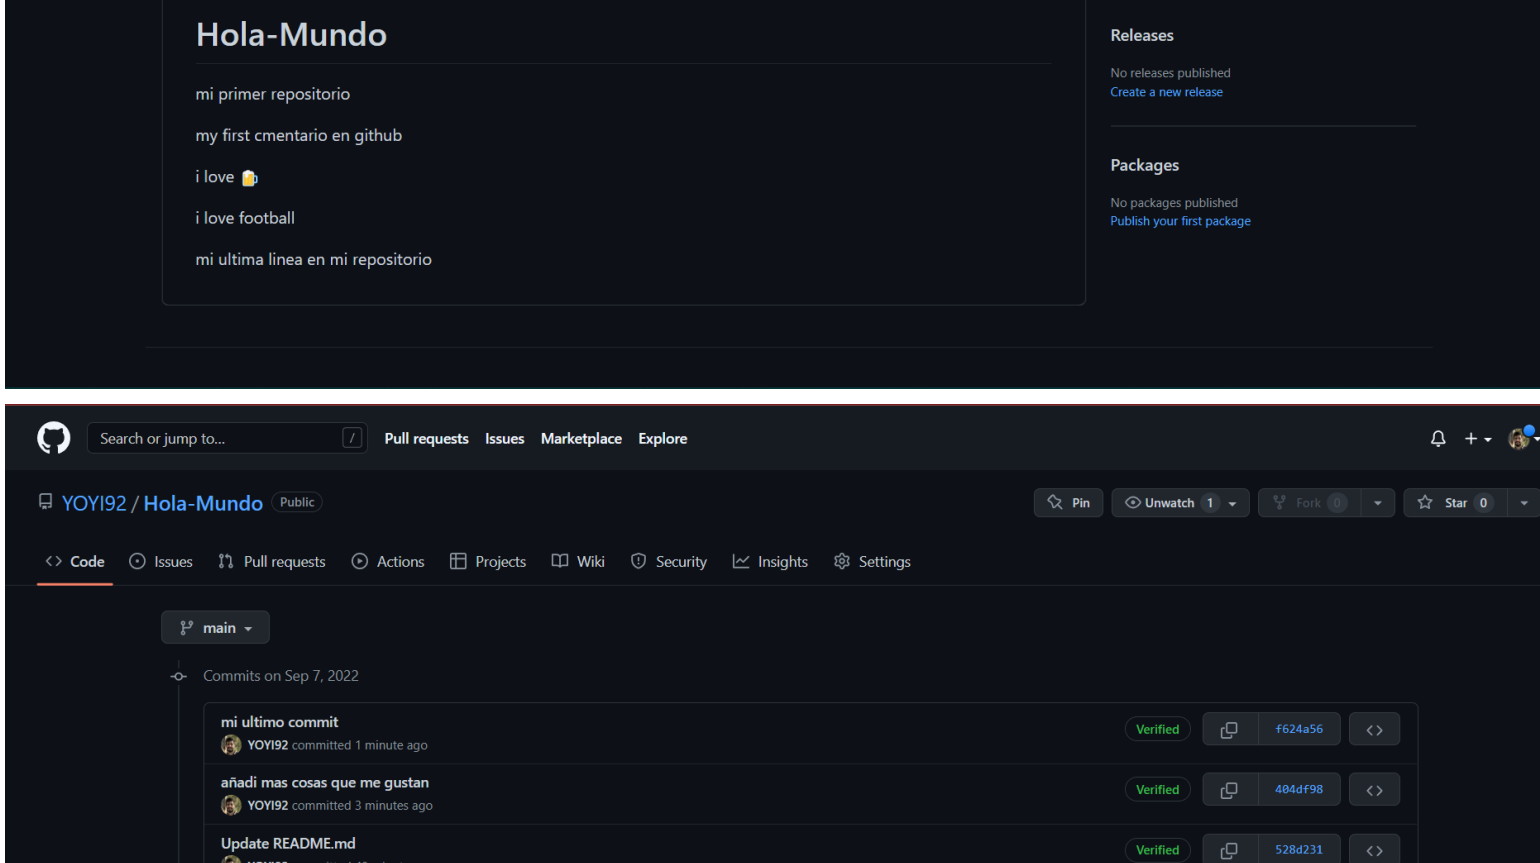 Hola-Mundo
mi primer repositorio
my first cmentario en github
i love 🍺
i love football
mi ultima linea en mi repositorio
Releases
No releases published
Create a new release
Packages
No packages published
Publish your first package
Search or jump to... /
Pull requests Issues Marketplace Explore
YOYI92 / Hola-Mundo Public
Pin Unwatch 1 Fork 0 Star 0
Code Issues Pull requests Actions Projects Wiki Security Insights Settings
main
Commits on Sep 7, 2022
mi ultimo commit
YOYI92 committed 1 minute ago
Verified f624a56
añadi mas cosas que me gustan
YOYI92 committed 3 minutes ago
Verified 404df98
Update README.md
Verified 528d231